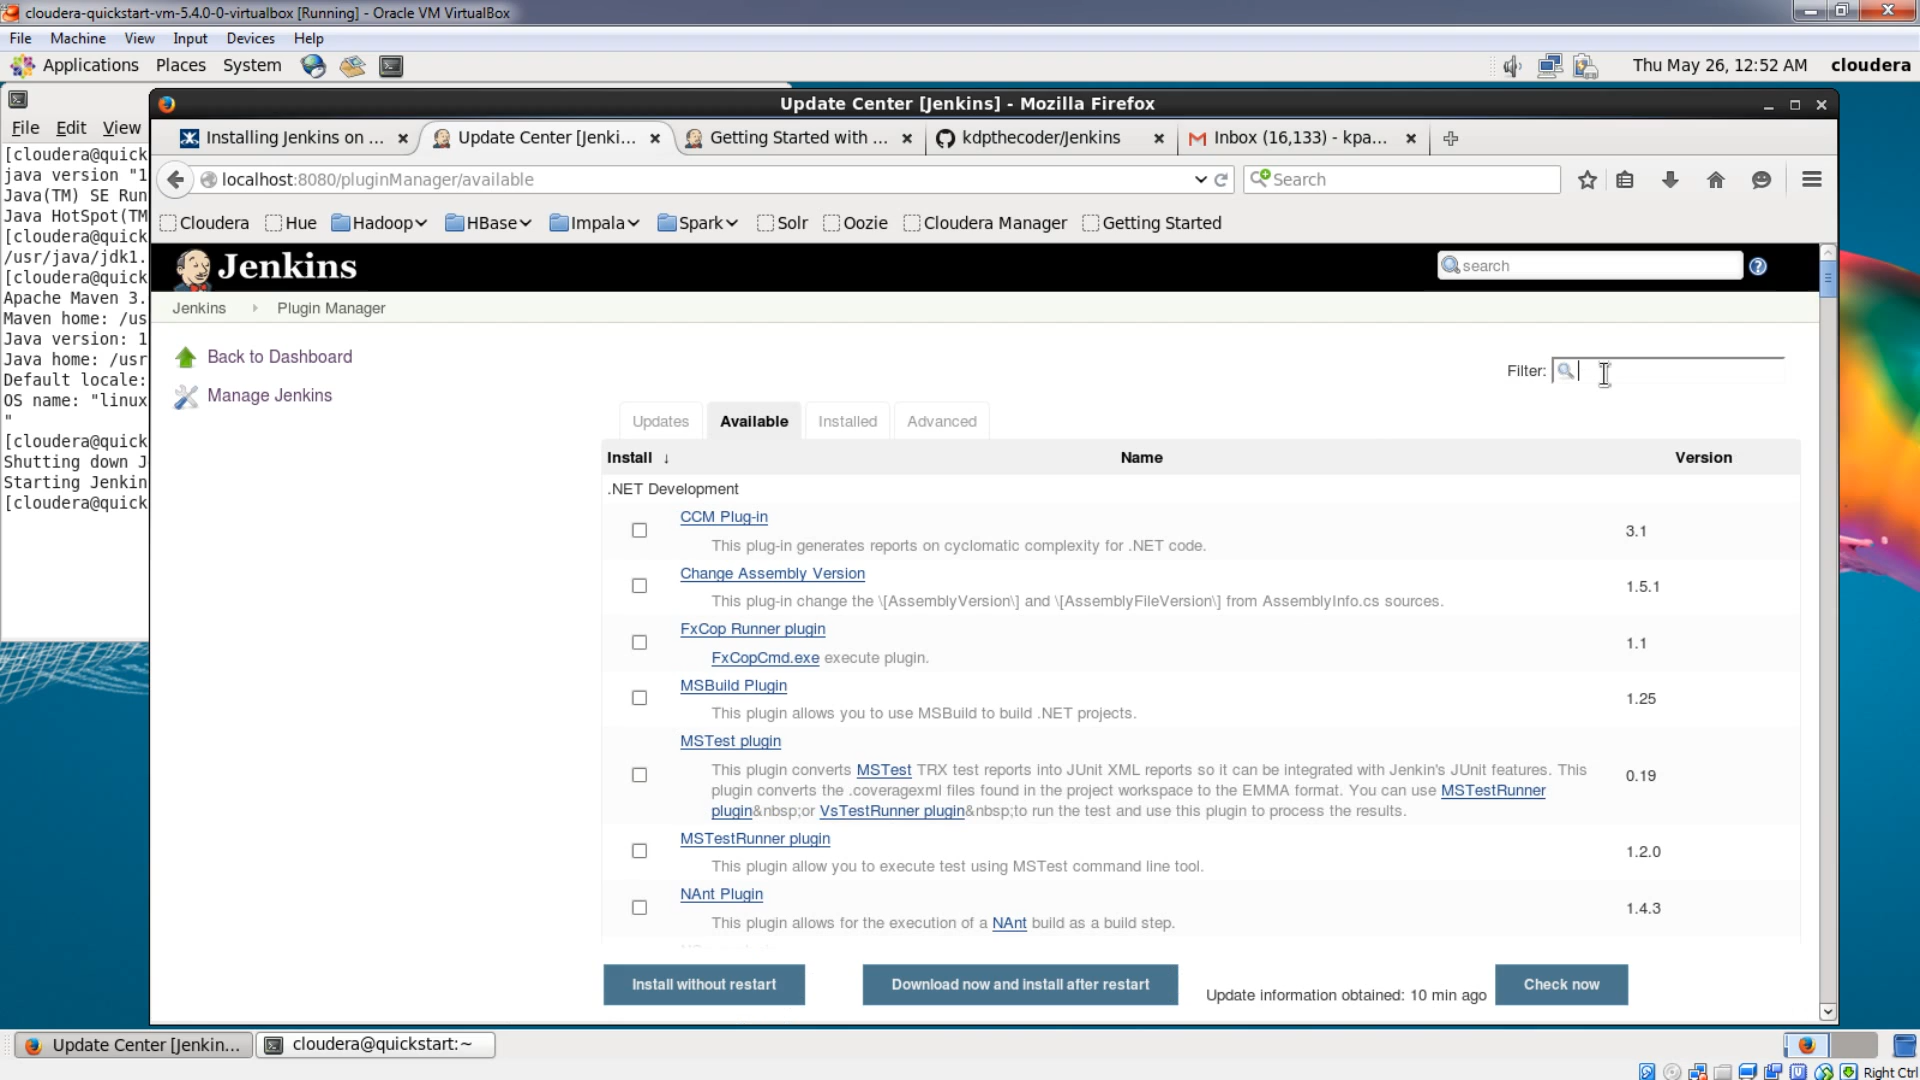 cloudera-quickstart-vm-5.4.0-0-virtualbox [Running] - Oracle VM VirtualBox
File Machine View Input Devices Help
Applications Places System Thu May 26, 12:52 AM cloudera
Update Center [Jenkins] - Mozilla Firefox
File Edit View
Installing Jenkins on ... Update Center [Jenki... Getting Started with ... kdpthecoder/Jenkins Inbox (16,133) - kpa...
[cloudera@quick
java version "1
Java(TM) SE Run
Java HotSpot(TM
[cloudera@quick
/usr/java/jdk1.
[cloudera@quick
Apache Maven 3.
Maven home: /us
Java version: 1
Java home: /usr
Default locale:
OS name: "linux
"
[cloudera@quick
Shutting down J
Starting Jenkin
[cloudera@quick
localhost:8080/pluginManager/available Search
Cloudera Hue Hadoop HBase Impala Spark Solr Oozie Cloudera Manager Getting Started
Jenkins search
Jenkins Plugin Manager
Back to Dashboard
Manage Jenkins
Filter:
Updates Available Installed Advanced
Install ↓ Name Version
.NET Development
CCM Plug-in
This plug-in generates reports on cyclomatic complexity for .NET code.
3.1
Change Assembly Version
This plug-in change the \[AssemblyVersion\] and \[AssemblyFileVersion\] from AssemblyInfo.cs sources.
1.5.1
FxCop Runner plugin
FxCopCmd.exe execute plugin.
1.1
MSBuild Plugin
This plugin allows you to use MSBuild to build .NET projects.
1.25
MSTest plugin
This plugin converts MSTest TRX test reports into JUnit XML reports so it can be integrated with Jenkin's JUnit features. This
plugin converts the .coveragexml files found in the project workspace to the EMMA format. You can use MSTestRunner
plugin&nbsp;or VsTestRunner plugin&nbsp;to run the test and use this plugin to process the results.
0.19
MSTestRunner plugin
This plugin allow you to execute test using MSTest command line tool.
1.2.0
NAnt Plugin
This plugin allows for the execution of a NAnt build as a build step.
1.4.3
Install without restart Download now and install after restart Update information obtained: 10 min ago Check now
Update Center [Jenkin... cloudera@quickstart:~
Right Ctrl